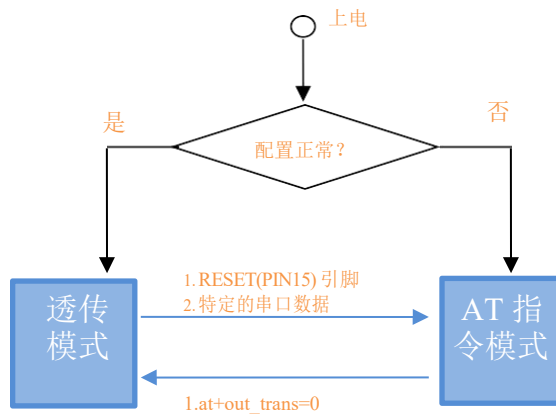 上电
是
否
配置正常?
1.RESET(PIN15) 引脚
2.特定的串口数据
透传
模式
AT 指
令模式
1.at+out_trans=0